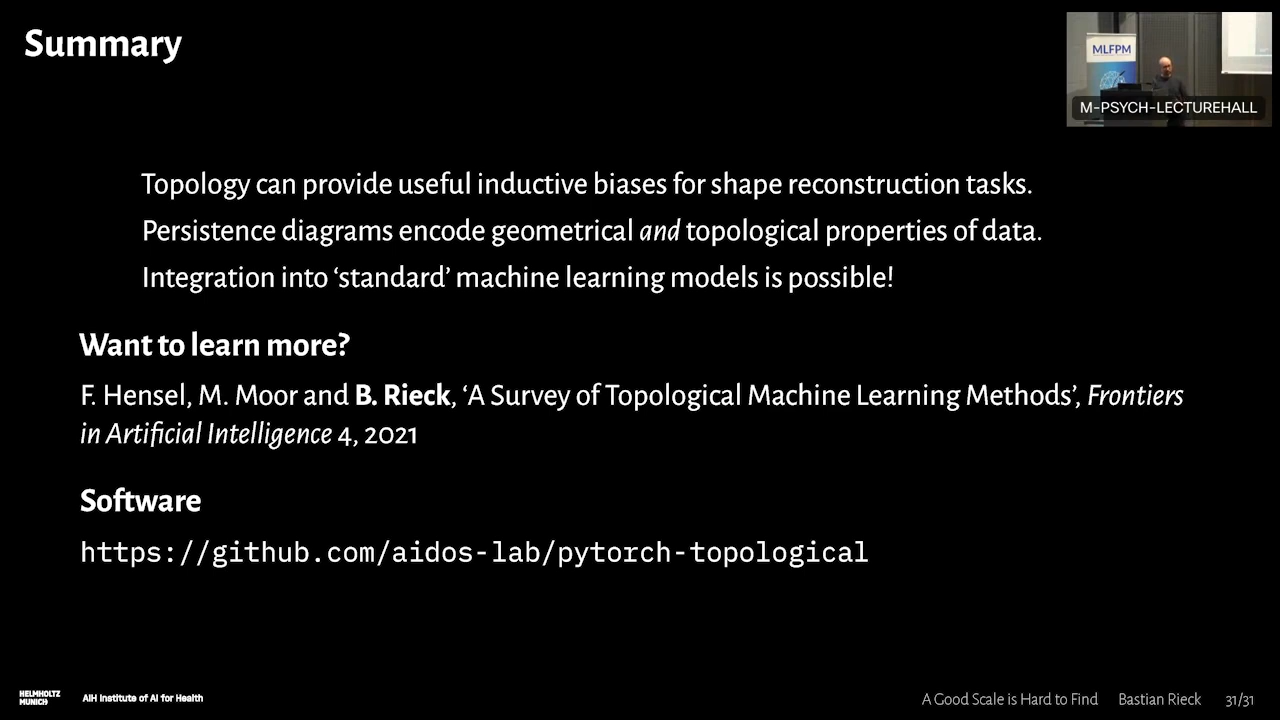 Summary
MLFPM
M-PSYCH-LECTUREHALL
Topology can provide useful inductive biases for shape reconstruction tasks.
Persistence diagrams encode geometrical and topological properties of data.
Integration into ‘standard’ machine learning models is possible!
Want to learn more?
F. Hensel, M. Moor and B. Rieck, ‘A Survey of Topological Machine Learning Methods’, Frontiers
in Artificial Intelligence 4, 2021
Software
https://github.com/aidos-lab/pytorch-topological
HELMHOLTZ
MUNICH
AIH Institute of AI for Health
A Good Scale is Hard to Find Bastian Rieck 31/31